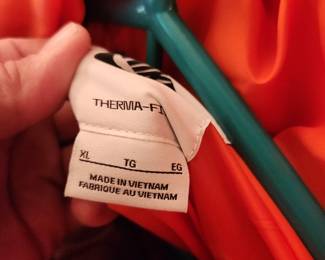 THERMA-FI
XL TG EG
MADE IN VIETNAM
FABRIQUE AU VIETNAM